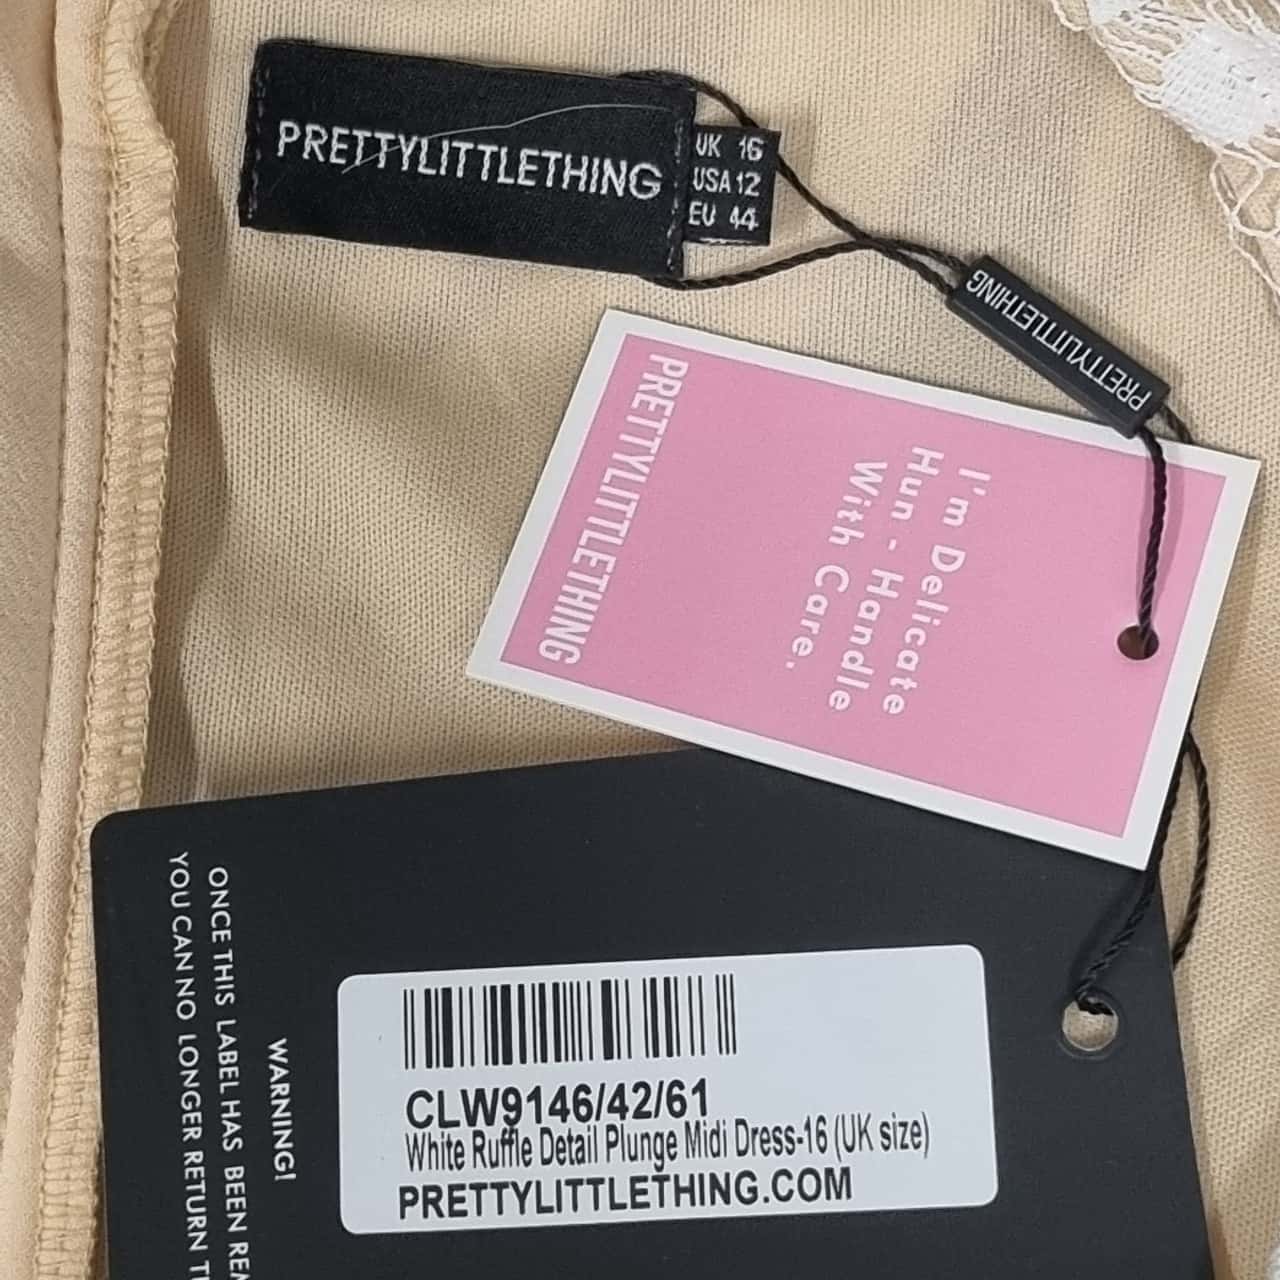 PRETTYLITTLETHING
UK 16
USA 12
EU 44
PRETTYLITTLETHING
PRETTYLITTLETHING
I'm Delicate
Hun - Handle
With Care.
WARNING!
ONCE THIS LABEL HAS BEEN
YOU CAN NO LONGER RETURN
CLW9146/42/61
White Ruffle Detail Plunge Midi Dress-16 (UK size)
PRETTYLITTLETHING.COM